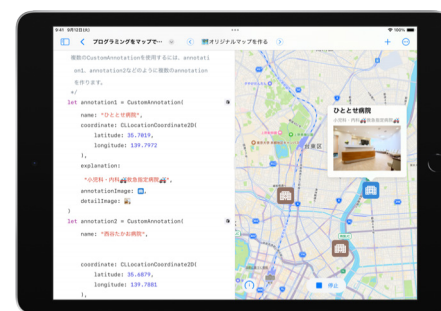 9:41 9月12日(火)
100%
プログラミングをマップで…
オリジナルマップを作る
複数のCustomAnnotationを使用するには、annotati
on1、annotation2などのように複数のannotation
を作ります。
*/
let annotation1 = CustomAnnotation(
name: "ひととせ病院",
coordinate: CLLocationCoordinate2D(
latitude: 35.7019,
longitude: 139.7972
),
explanation:
"小児科・内科🚑救急指定病院🚑",
annotationImage:
detailImage:
)
let annotation2 = CustomAnnotation(
name: "西谷たかお病院",
coordinate: CLLocationCoordinate2D(
latitude: 35.6879,
longitude: 139.7881
),
ひととせ病院
小児科・内科🚑救急指定病院🚑
台東区
停止